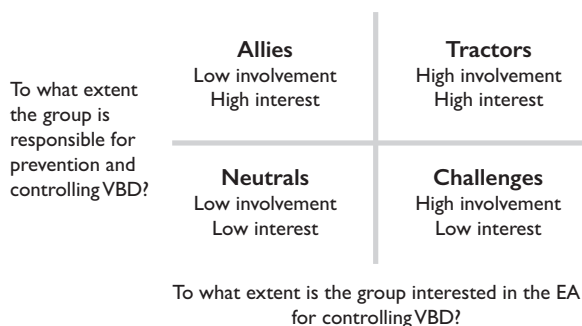 Allies
Low involvement
High interest
Tractors
High involvement
High interest
To what extent
the group is
responsible for
prevention and
controlling VBD?
Neutrals
Low involvement
Low interest
Challenges
High involvement
Low interest
To what extent is the group interested in the EA
for controlling VBD?